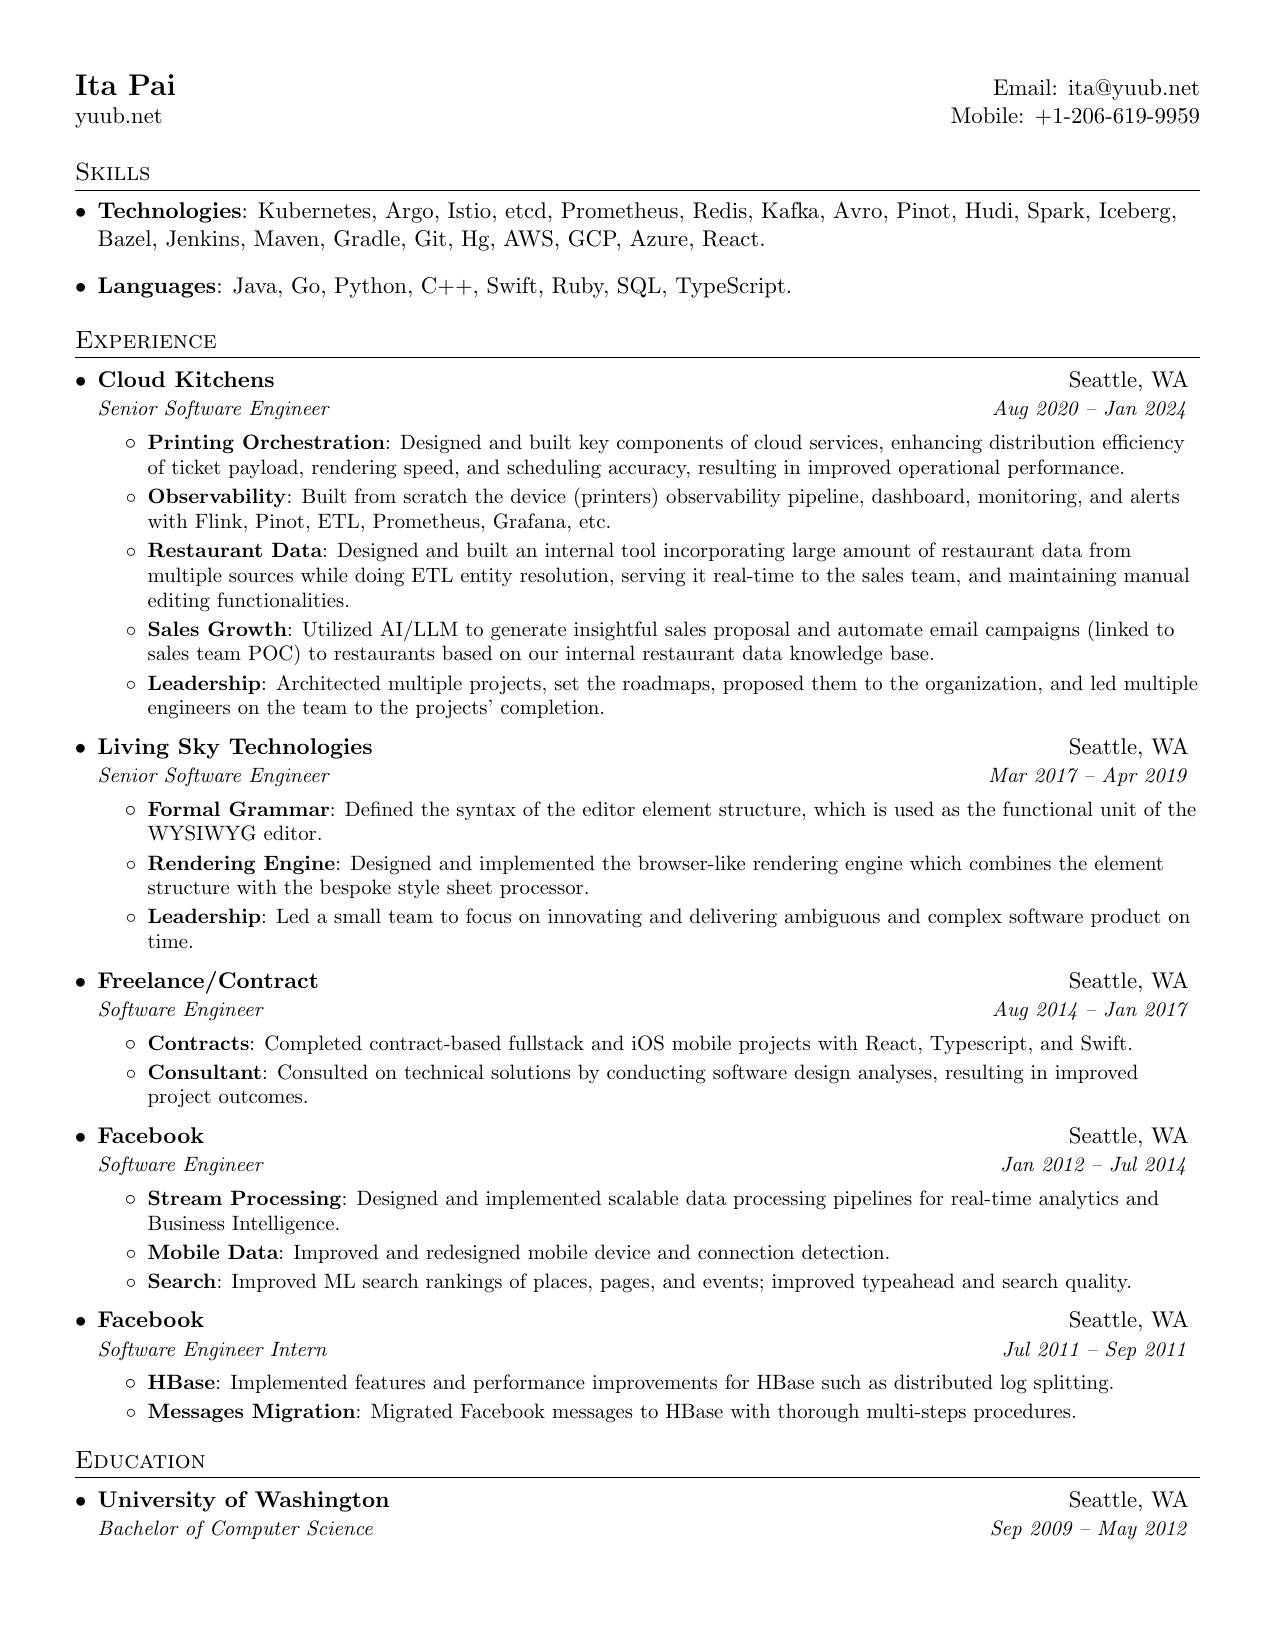 Ita Pai
Email: ita@yuub.net
yuub.net
Mobile: +1-206-619-9959
Skills
• Technologies: Kubernetes, Argo, Istio, etcd, Prometheus, Redis, Kafka, Avro, Pinot, Hudi, Spark, Iceberg,
Bazel, Jenkins, Maven, Gradle, Git, Hg, AWS, GCP, Azure, React.
• Languages: Java, Go, Python, C++, Swift, Ruby, SQL, TypeScript.
Experience
• Cloud Kitchens Seattle, WA
Senior Software Engineer Aug 2020 – Jan 2024
◦ Printing Orchestration: Designed and built key components of cloud services, enhancing distribution efficiency
of ticket payload, rendering speed, and scheduling accuracy, resulting in improved operational performance.
◦ Observability: Built from scratch the device (printers) observability pipeline, dashboard, monitoring, and alerts
with Flink, Pinot, ETL, Prometheus, Grafana, etc.
◦ Restaurant Data: Designed and built an internal tool incorporating large amount of restaurant data from
multiple sources while doing ETL entity resolution, serving it real-time to the sales team, and maintaining manual
editing functionalities.
◦ Sales Growth: Utilized AI/LLM to generate insightful sales proposal and automate email campaigns (linked to
sales team POC) to restaurants based on our internal restaurant data knowledge base.
◦ Leadership: Architected multiple projects, set the roadmaps, proposed them to the organization, and led multiple
engineers on the team to the projects' completion.
• Living Sky Technologies Seattle, WA
Senior Software Engineer Mar 2017 – Apr 2019
◦ Formal Grammar: Defined the syntax of the editor element structure, which is used as the functional unit of the
WYSIWYG editor.
◦ Rendering Engine: Designed and implemented the browser-like rendering engine which combines the element
structure with the bespoke style sheet processor.
◦ Leadership: Led a small team to focus on innovating and delivering ambiguous and complex software product on
time.
• Freelance/Contract Seattle, WA
Software Engineer Aug 2014 – Jan 2017
◦ Contracts: Completed contract-based fullstack and iOS mobile projects with React, Typescript, and Swift.
◦ Consultant: Consulted on technical solutions by conducting software design analyses, resulting in improved
project outcomes.
• Facebook Seattle, WA
Software Engineer Jan 2012 – Jul 2014
◦ Stream Processing: Designed and implemented scalable data processing pipelines for real-time analytics and
Business Intelligence.
◦ Mobile Data: Improved and redesigned mobile device and connection detection.
◦ Search: Improved ML search rankings of places, pages, and events; improved typeahead and search quality.
• Facebook Seattle, WA
Software Engineer Intern Jul 2011 – Sep 2011
◦ HBase: Implemented features and performance improvements for HBase such as distributed log splitting.
◦ Messages Migration: Migrated Facebook messages to HBase with thorough multi-steps procedures.
Education
• University of Washington Seattle, WA
Bachelor of Computer Science Sep 2009 – May 2012